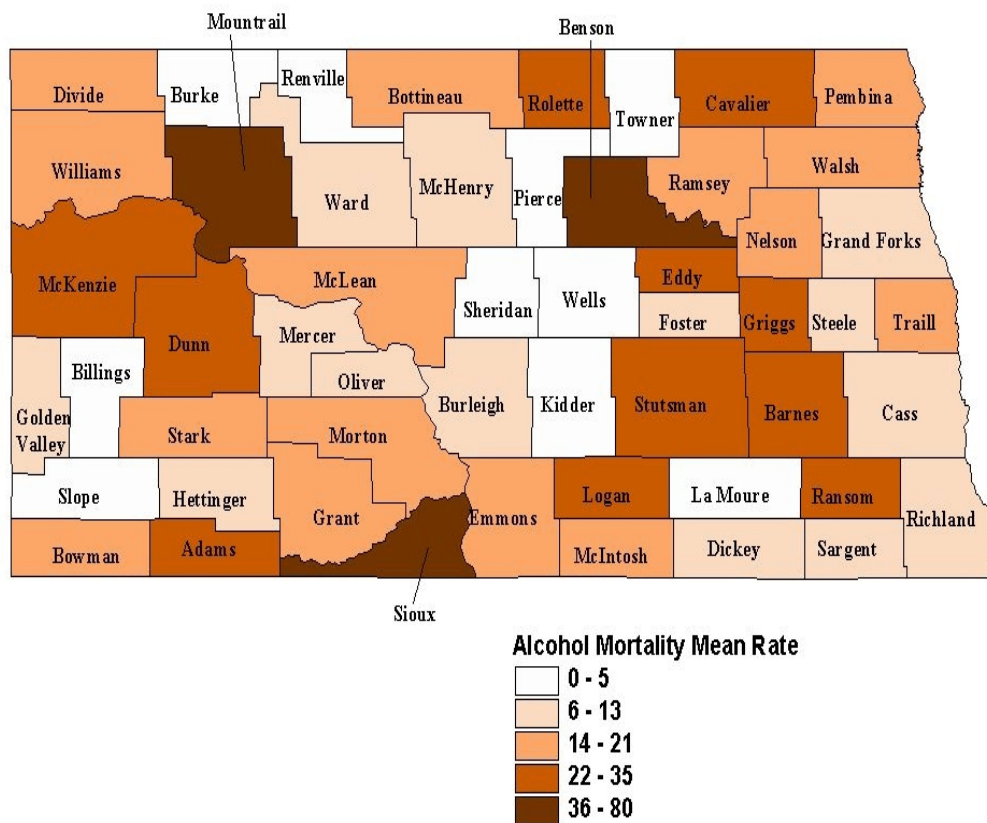 Mountrail
Benson
Renville
Divide
Burke
Bottineau
Rolette
Towner
Cavalier
Pembina
Williams
Ward
McHenry
Pierce
Ramsey
Walsh
Nelson
Grand Forks
McKenzie
McLean
Sheridan
Wells
Eddy
Foster
Griggs
Steele
Traill
Dunn
Mercer
Oliver
Billings
Golden
Valley
Burleigh
Kidder
Stutsman
Barnes
Cass
Stark
Morton
Slope
Hettinger
Grant
Emmons
Logan
La Moure
Ransom
Richland
Bowman
Adams
McIntosh
Dickey
Sargent
Sioux
Alcohol Mortality Mean Rate
0 - 5
6 - 13
14 - 21
22 - 35
36 - 80